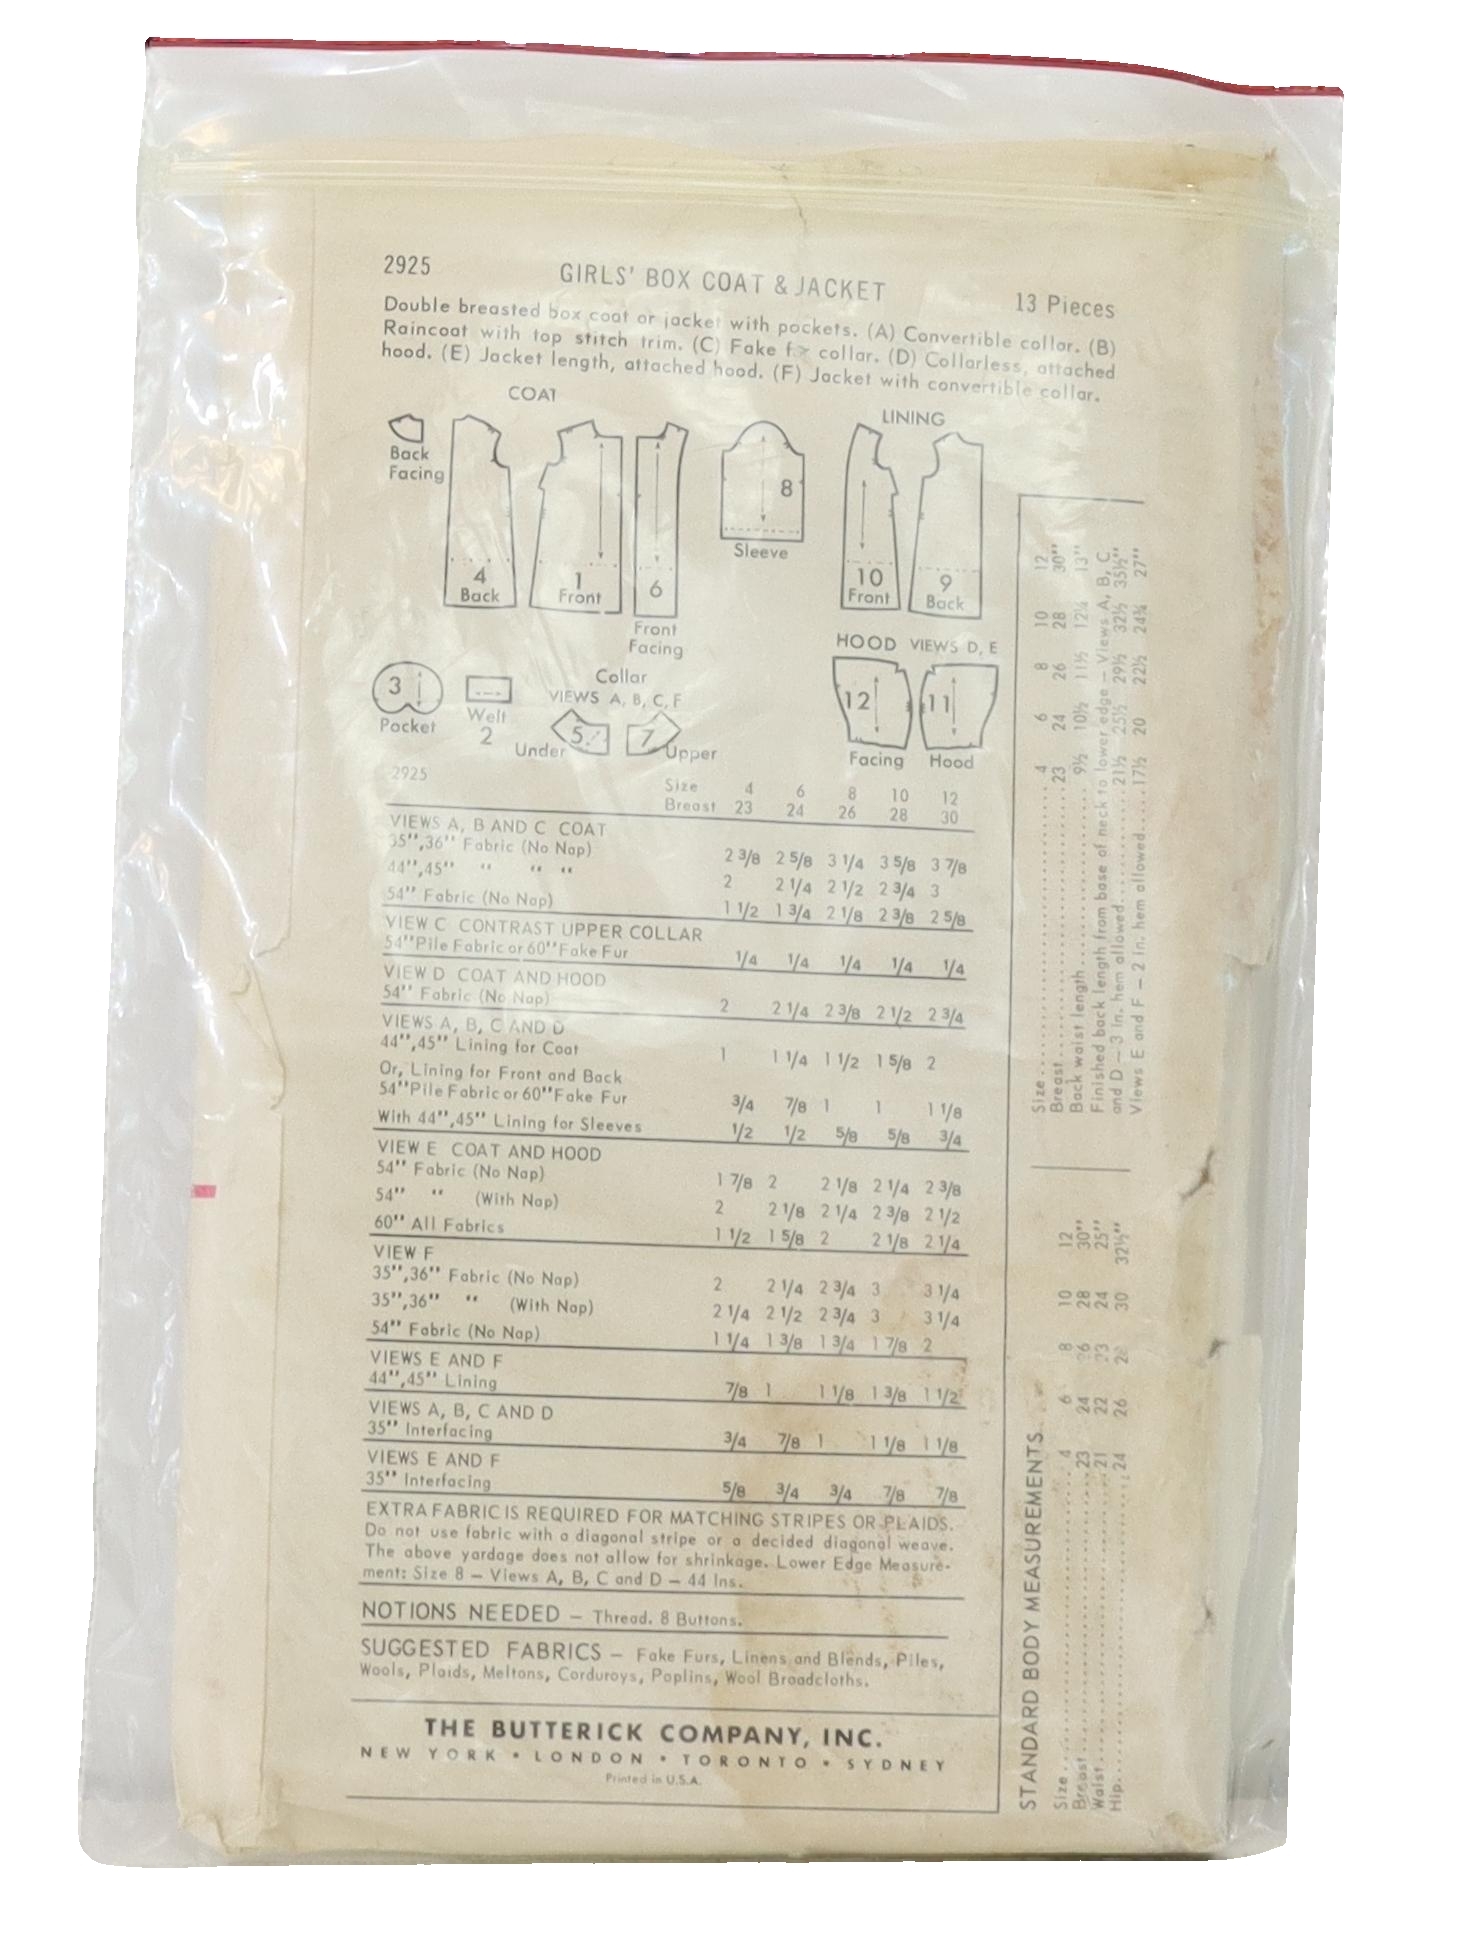 2925
GIRLS' BOX COAT & JACKET
13 Pieces
Double breasted box coat or jacket with pockets. (A) Convertible collar. (B)
Raincoat with top stitch trim. (C) Fake fur collar. (D) Collarless, attached
hood. (E) Jacket length, attached hood. (F) Jacket with convertible collar.
COAT
LINING
Back
Facing
4
Back
1
Front
6
Front
Facing
8
Sleeve
10
Front
9
Back
HOOD VIEWS D, E
3
Pocket
Welt
2
Collar
VIEWS A, B, C, F
Under 5
7 Upper
12
Facing
11
Hood
2925
Size 4 6 8 10 12
Breast 23 24 26 28 30
VIEWS A, B AND C COAT
35",36" Fabric (No Nap) 2 3/8 2 5/8 3 1/4 3 5/8 3 7/8
44",45" " " " 2 2 1/4 2 1/2 2 3/4 3
54" Fabric (No Nap) 1 1/2 1 3/4 2 1/8 2 3/8 2 5/8
VIEW C CONTRAST UPPER COLLAR
54"Pile Fabric or 60"Fake Fur 1/4 1/4 1/4 1/4 1/4
VIEW D COAT AND HOOD
54" Fabric (No Nap) 2 2 1/4 2 3/8 2 1/2 2 3/4
VIEWS A, B, C AND D
44",45" Lining for Coat 1 1 1/4 1 1/2 1 5/8 2
Or, Lining for Front and Back
54"Pile Fabric or 60"Fake Fur 3/4 7/8 1 1 1 1/8
With 44",45" Lining for Sleeves 1/2 1/2 5/8 5/8 3/4
VIEW E COAT AND HOOD
54" Fabric (No Nap) 1 7/8 2 2 1/8 2 1/4 2 3/8
54" " (With Nap) 2 2 1/8 2 1/4 2 3/8 2 1/2
60" All Fabrics 1 1/2 1 5/8 2 2 1/8 2 1/4
VIEW F
35",36" Fabric (No Nap) 2 2 1/4 2 3/4 3 3 1/4
35",36" " (With Nap) 2 1/4 2 1/2 2 3/4 3 3 1/4
54" Fabric (No Nap) 1 1/4 1 3/8 1 3/4 1 7/8 2
VIEWS E AND F
44",45" Lining 7/8 1 1 1/8 1 3/8 1 1/2
VIEWS A, B, C AND D
35" Interfacing 3/4 7/8 1 1 1/8 1 1/8
VIEWS E AND F
35" Interfacing 5/8 3/4 3/4 7/8 7/8
EXTRA FABRIC IS REQUIRED FOR MATCHING STRIPES OR PLAIDS.
Do not use fabric with a diagonal stripe or a decided diagonal weave.
The above yardage does not allow for shrinkage. Lower Edge Measure-
ment: Size 8 – Views A, B, C and D – 44 Ins.
NOTIONS NEEDED – Thread. 8 Buttons.
SUGGESTED FABRICS – Fake Furs, Linens and Blends, Piles,
Wools, Plaids, Meltons, Corduroys, Poplins, Wool Broadcloths.
THE BUTTERICK COMPANY, INC.
NEW YORK • LONDON • TORONTO • SYDNEY
Printed in U.S.A.
STANDARD BODY MEASUREMENTS
Size 4 6 8 10 12
Breast 23 24 26 28 30"
Waist 21 22 23 24 25"
Hip 24 26 28 30 32½"
Size 4 6 8 10 12
Breast 23 24 26 28 30"
Back waist length 9½ 10½ 11½ 12¼ 13"
Finished back length from base of neck to lower edge – Views A, B, C
and D – 3 in. hem allowed 21½ 25½ 29½ 32½ 35½"
Views E and F – 2 in. hem allowed 17½ 20 22½ 24¾ 27"